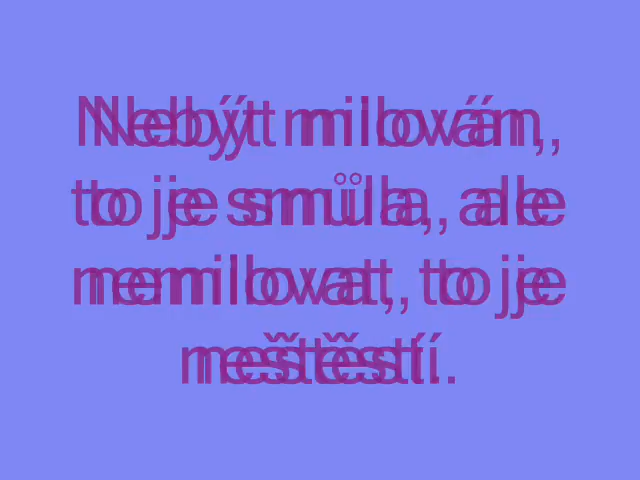 Nebýt milován,
to je smůla, ale
nemilovat, to je
neštěstí.